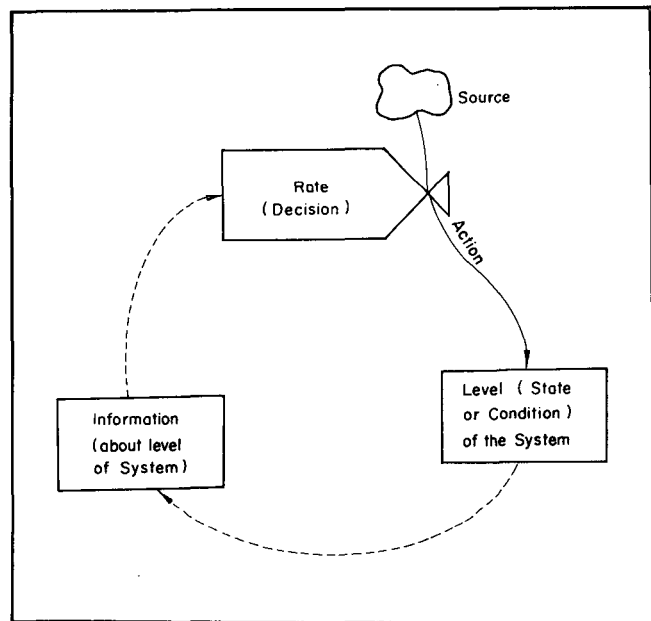 Source
Rate
( Decision )
Action
Level ( State
or Condition )
of the System
Information
(about level
of System)